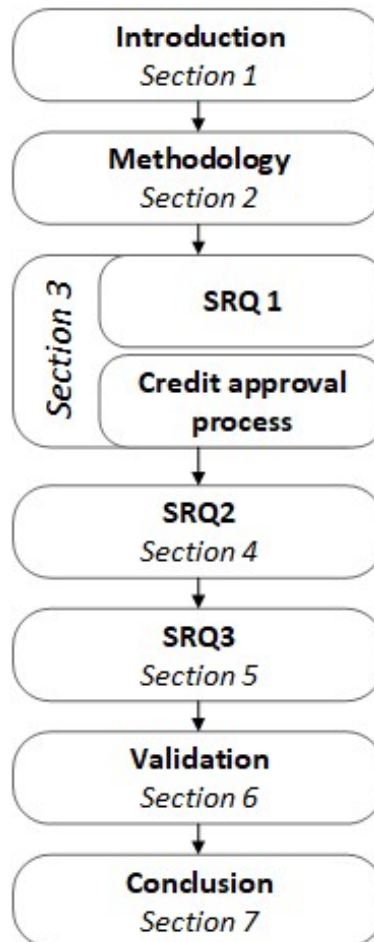 Introduction
Section 1
Methodology
Section 2
Section 3
SRQ 1
Credit approval
process
SRQ2
Section 4
SRQ3
Section 5
Validation
Section 6
Conclusion
Section 7